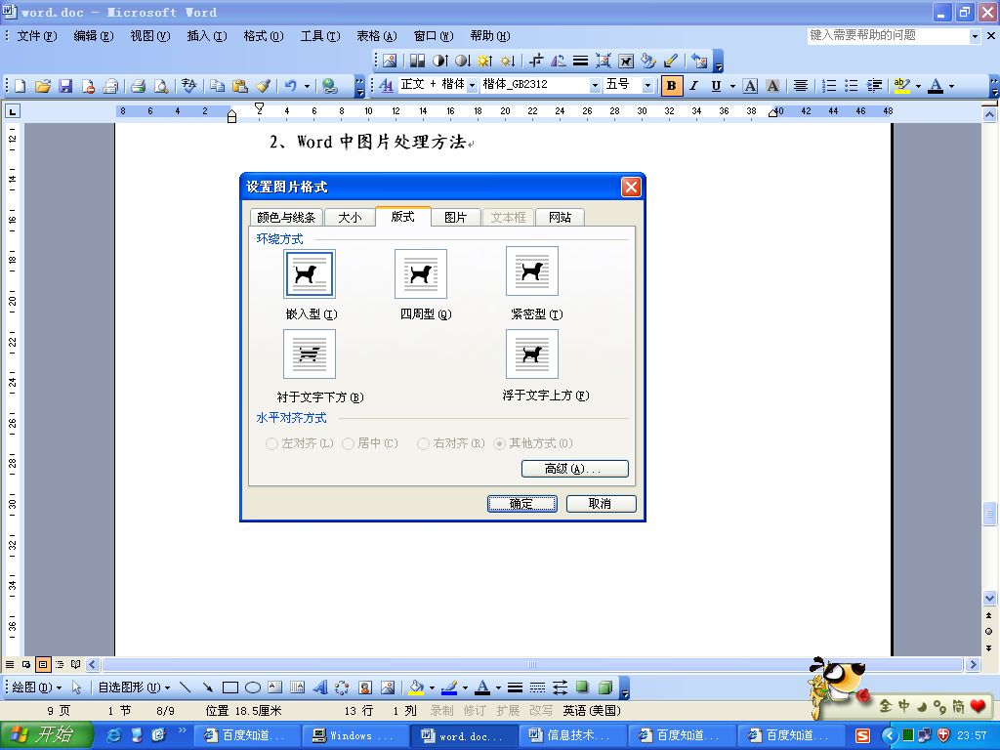 word.doc - Microsoft Word
文件(F) 编辑(E) 视图(V) 插入(I) 格式(O) 工具(T) 表格(A) 窗口(W) 帮助(H) 键入需要帮助的问题
正文 + 楷体 楷体_GB2312 五号 B I U A A A
8 6 4 2 2 4 6 8 10 12 14 16 18 20 22 24 26 28 30 32 34 36 38 40 42 44 46 48
2、Word 中图片处理方法
设置图片格式
颜色与线条 大小 版式 图片 文本框 网站
环绕方式
嵌入型(I) 四周型(Q) 紧密型(T)
衬于文字下方(B) 浮于文字上方(F)
水平对齐方式
左对齐(L) 居中(C) 右对齐(R) 其他方式(O)
高级(A)...
确定 取消
12 14 16 18 20 22 24 26 28 30 32 34 36
绘图(D) 自选图形(U)
全 中 简
9 页 1 节 8/9 位置 18.5厘米 13 行 1 列 录制 修订 扩展 改写 英语(美国)
开始 百度知道... Windows ... word.doc... 信息技术... 百度知道... 百度知道... 23:57